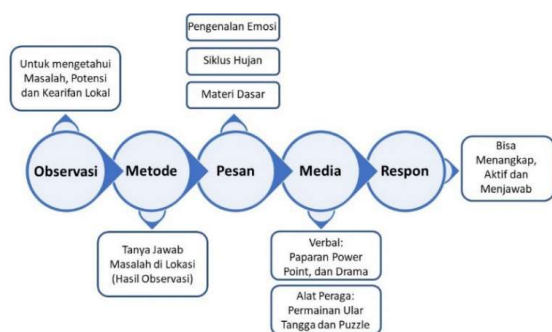 Pengenalan Emosi
Siklus Hujan
Materi Dasar
Untuk mengetahui
Masalah, Potensi
dan Kearifan Lokal
Observasi
Metode
Pesan
Media
Respon
Bisa
Menangkap,
Aktif dan
Menjawab
Tanya Jawab
Masalah di Lokasi
(Hasil Observasi)
Verbal:
Paparan Power
Point, dan Drama
Alat Peraga:
Permainan Ular
Tangga dan Puzzle